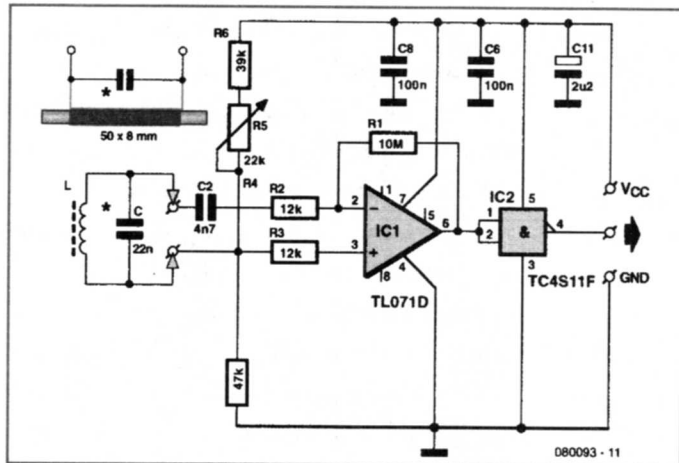 R6
39k
C8
100n
C6
100n
C11
2u2
*
50 x 8 mm
R5
22k
R4
R1
10M
L
*
C
22n
C2
4n7
R2
12k
R3
12k
2
3
1
7
5
6
8
4
IC1
TL071D
IC2
1
2
&
5
4
3
TC4S11F
VCC
GND
47k
080093 - 11